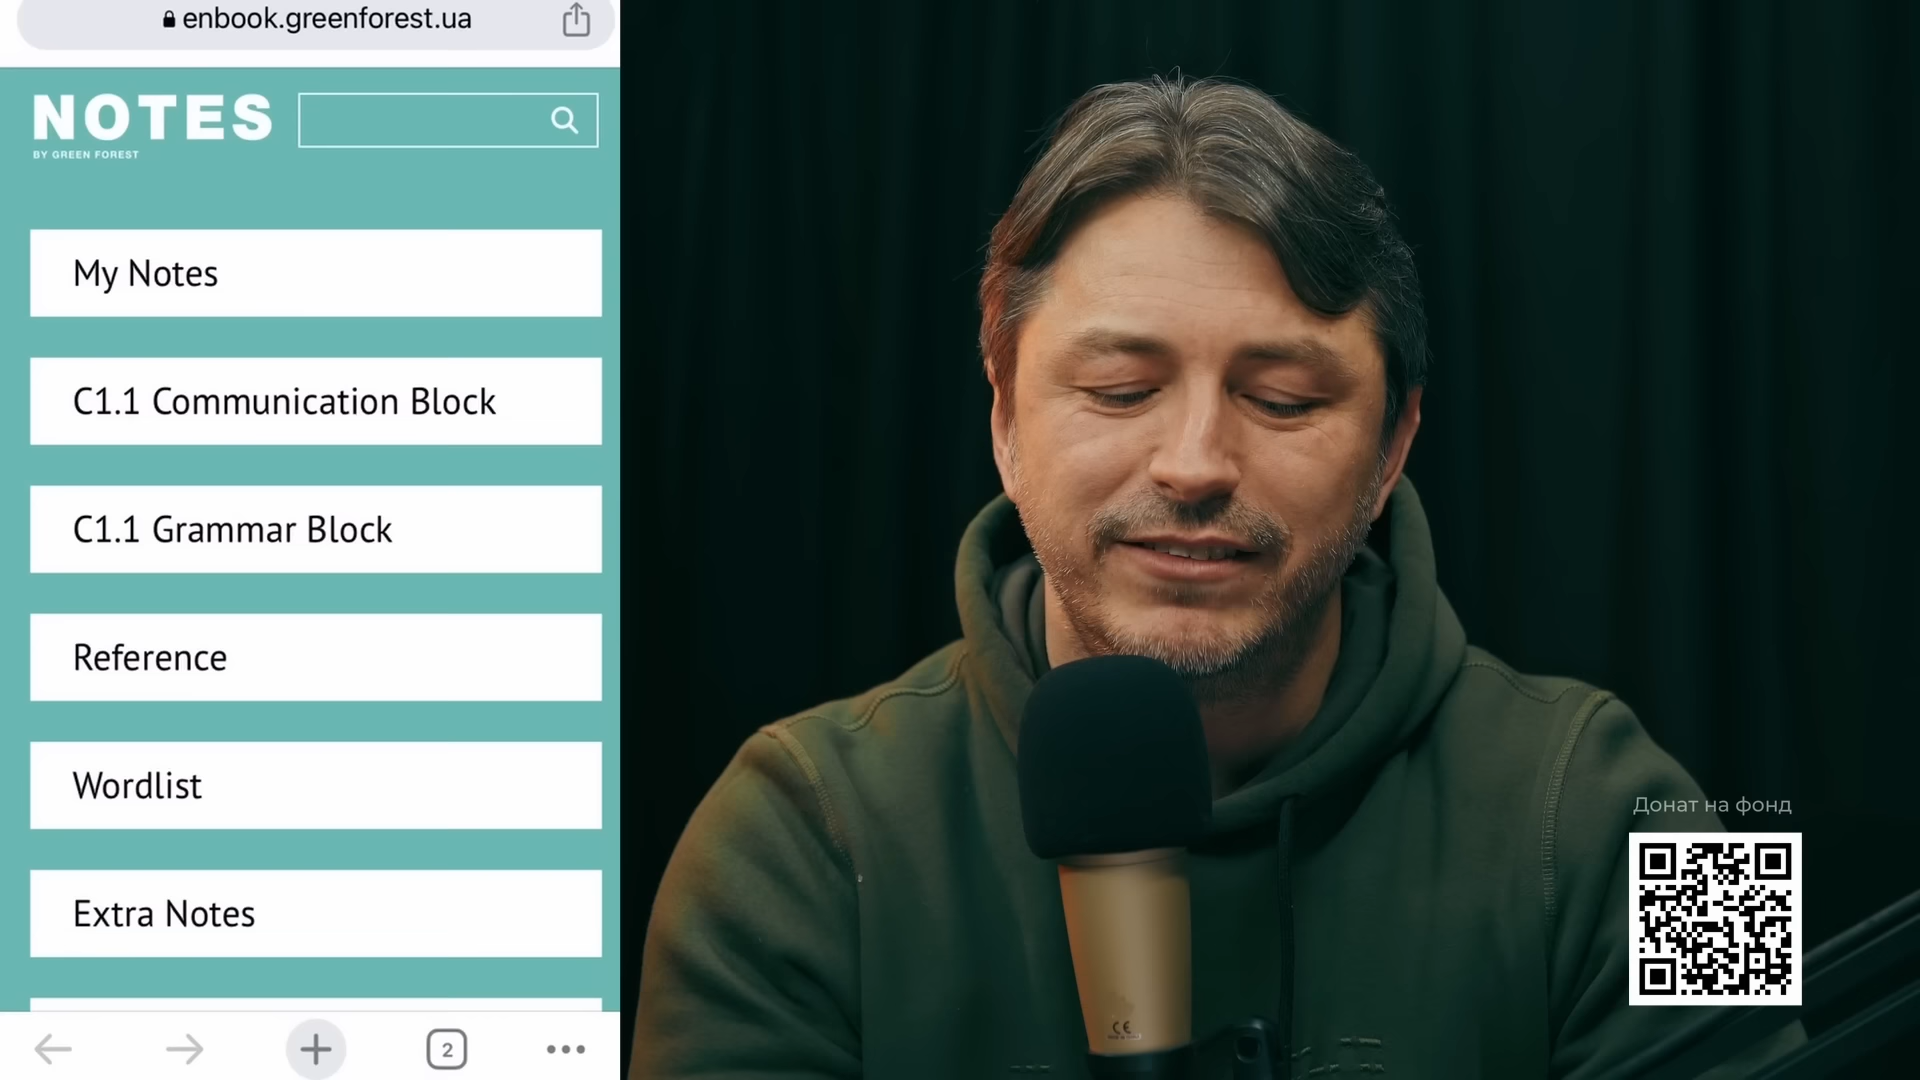 enbook.greenforest.ua
NOTES
BY GREEN FOREST
My Notes
C1.1 Communication Block
C1.1 Grammar Block
Reference
Wordlist
Extra Notes
2
Донат на фонд
CE